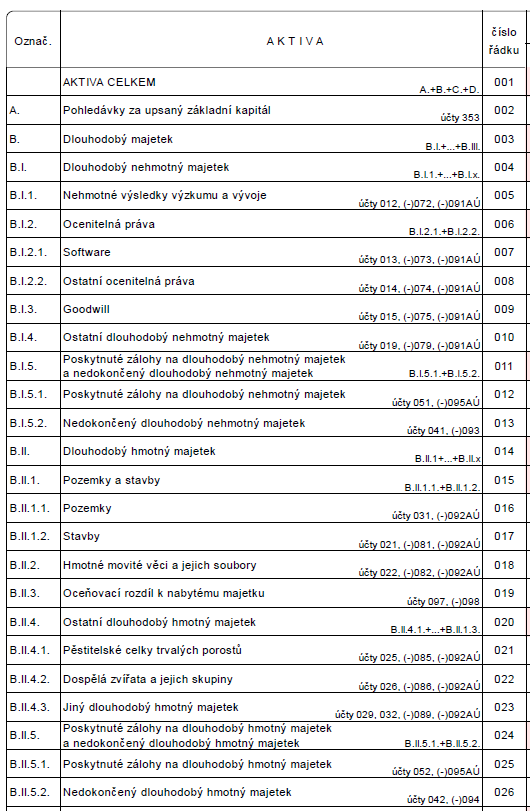 Označ.
A K T I V A
číslo
řádku
AKTIVA CELKEM
A.+B.+C.+D.
001
A.
Pohledávky za upsaný základní kapitál
účty 353
002
B.
Dlouhodobý majetek
B.I.+...+B.III.
003
B.I.
Dlouhodobý nehmotný majetek
B.I.1.+...+B.I.x.
004
B.I.1.
Nehmotné výsledky výzkumu a vývoje
účty 012, (-)072, (-)091AÚ
005
B.I.2.
Ocenitelná práva
B.I.2.1.+B.I.2.2.
006
B.I.2.1.
Software
účty 013, (-)073, (-)091AÚ
007
B.I.2.2.
Ostatní ocenitelná práva
účty 014, (-)074, (-)091AÚ
008
B.I.3.
Goodwill
účty 015, (-)075, (-)091AÚ
009
B.I.4.
Ostatní dlouhodobý nehmotný majetek
účty 019, (-)079, (-)091AÚ
010
B.I.5.
Poskytnuté zálohy na dlouhodobý nehmotný majetek
a nedokončený dlouhodobý nehmotný majetek
B.I.5.1.+B.I.5.2.
011
B.I.5.1.
Poskytnuté zálohy na dlouhodobý nehmotný majetek
účty 051, (-)095AÚ
012
B.I.5.2.
Nedokončený dlouhodobý nehmotný majetek
účty 041, (-)093
013
B.II.
Dlouhodobý hmotný majetek
B.II.1+...+B.II.x
014
B.II.1.
Pozemky a stavby
B.II.1.1.+B.II.1.2.
015
B.II.1.1.
Pozemky
účty 031, (-)092AÚ
016
B.II.1.2.
Stavby
účty 021, (-)081, (-)092AÚ
017
B.II.2.
Hmotné movité věci a jejich soubory
účty 022, (-)082, (-)092AÚ
018
B.II.3.
Oceňovací rozdíl k nabytému majetku
účty 097, (-)098
019
B.II.4.
Ostatní dlouhodobý hmotný majetek
B.II.4.1.+...+B.II.1.3.
020
B.II.4.1.
Pěstitelské celky trvalých porostů
účty 025, (-)085, (-)092AÚ
021
B.II.4.2.
Dospělá zvířata a jejich skupiny
účty 026, (-)086, (-)092AÚ
022
B.II.4.3.
Jiný dlouhodobý hmotný majetek
účty 029, 032, (-)089, (-)092AÚ
023
B.II.5.
Poskytnuté zálohy na dlouhodobý hmotný majetek
a nedokončený dlouhodobý hmotný majetek
B.II.5.1.+B.II.5.2.
024
B.II.5.1.
Poskytnuté zálohy na dlouhodobý hmotný majetek
účty 052, (-)095AÚ
025
B.II.5.2.
Nedokončený dlouhodobý hmotný majetek
účty 042, (-)094
026